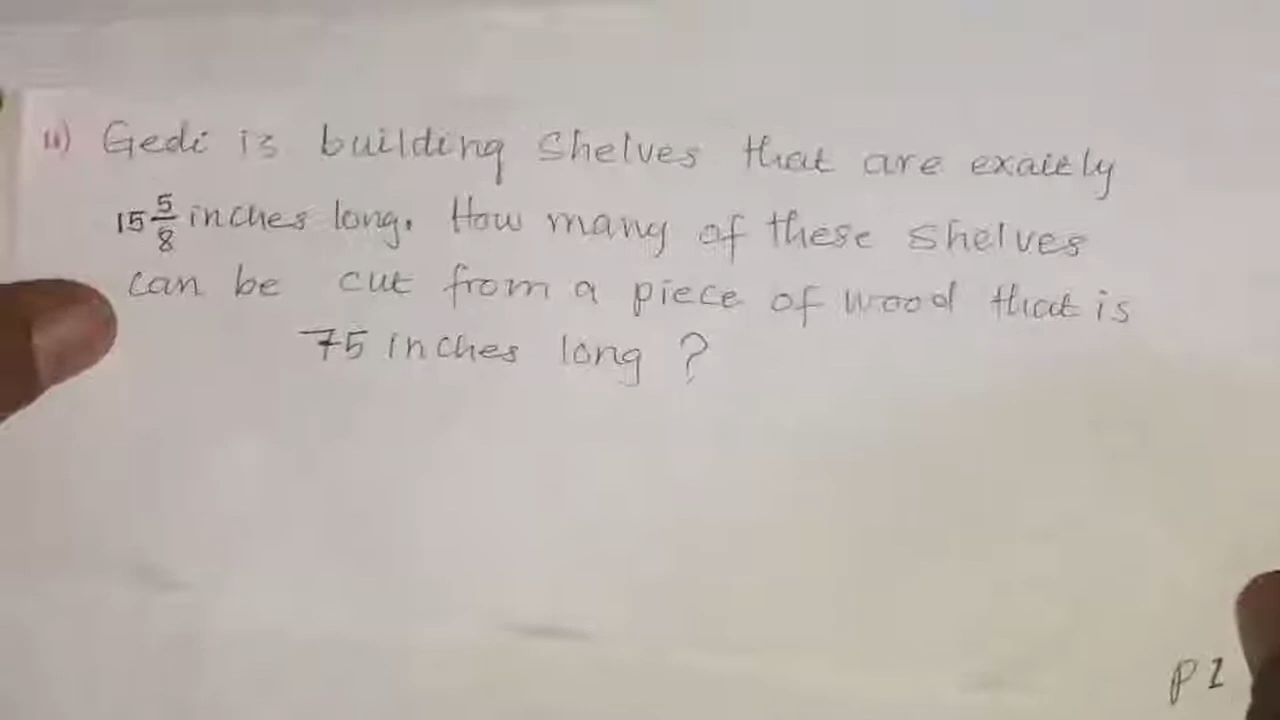 11) Gedi is building shelves that are exactly
15 5/8 inches long. How many of these shelves
can be cut from a piece of wood that is
75 inches long ?
P 1